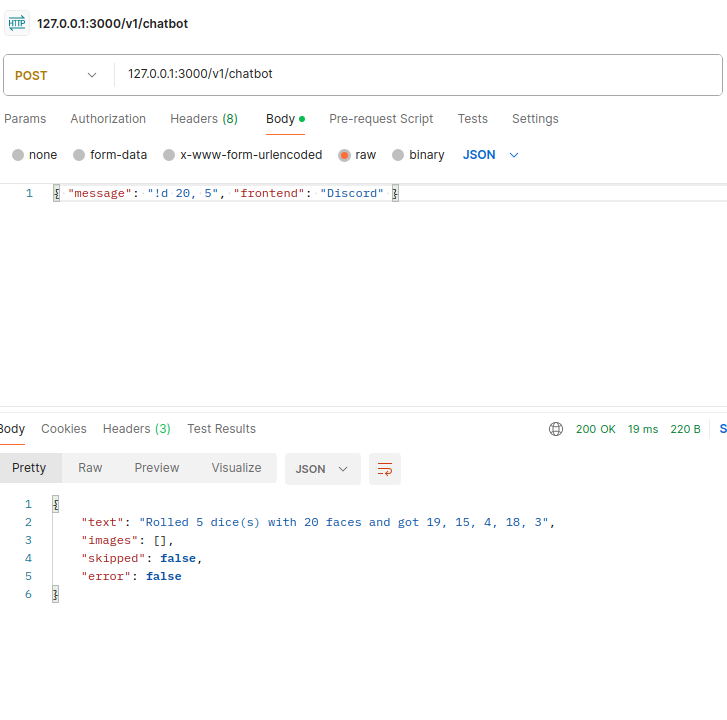 HTTP 127.0.0.1:3000/v1/chatbot
POST 127.0.0.1:3000/v1/chatbot
Params Authorization Headers (8) Body Pre-request Script Tests Settings
none form-data x-www-form-urlencoded raw binary JSON
1 { "message": "!d 20, 5", "frontend": "Discord" }
Body Cookies Headers (3) Test Results 200 OK 19 ms 220 B S
Pretty Raw Preview Visualize JSON
1 {
2 "text": "Rolled 5 dice(s) with 20 faces and got 19, 15, 4, 18, 3",
3 "images": [],
4 "skipped": false,
5 "error": false
6 }